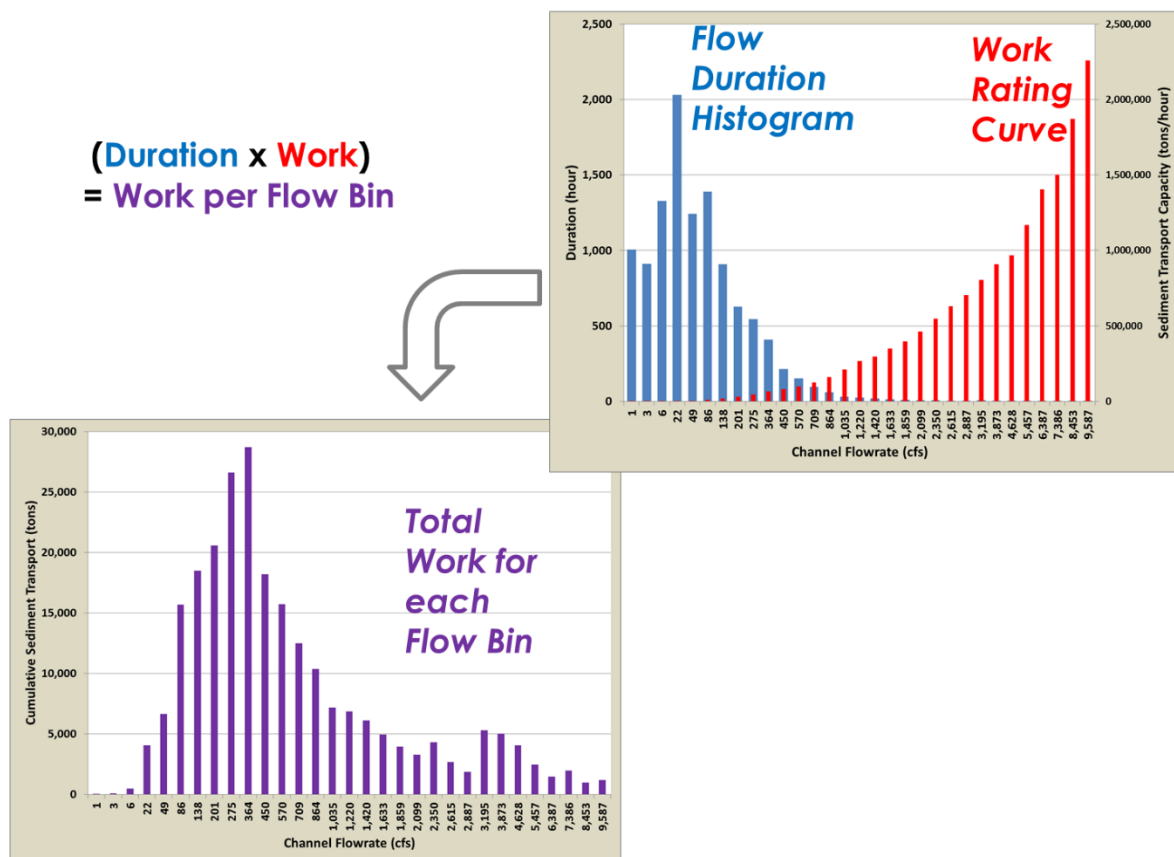 (Duration x Work)
= Work per Flow Bin
Flow
Duration
Histogram
Work
Rating
Curve
Duration (hour)
2,500
2,000
1,500
1,000
500
0
Sediment Transport Capacity (tons/hour)
2,500,000
2,000,000
1,500,000
1,000,000
500,000
0
1 3 6 22 49 86 138 201 275 364 450 570 709 864 1,035 1,220 1,420 1,633 1,859 2,099 2,350 2,615 2,887 3,195 3,873 4,628 5,457 6,387 7,386 8,453 9,587
Channel Flowrate (cfs)
Total
Work for
each
Flow Bin
Cumulative Sediment Transport (tons)
30,000
25,000
20,000
15,000
10,000
5,000
0
1 3 6 22 49 86 138 201 275 364 450 570 709 864 1,035 1,220 1,420 1,633 1,859 2,099 2,350 2,615 2,887 3,195 3,873 4,628 5,457 6,387 7,386 8,453 9,587
Channel Flowrate (cfs)